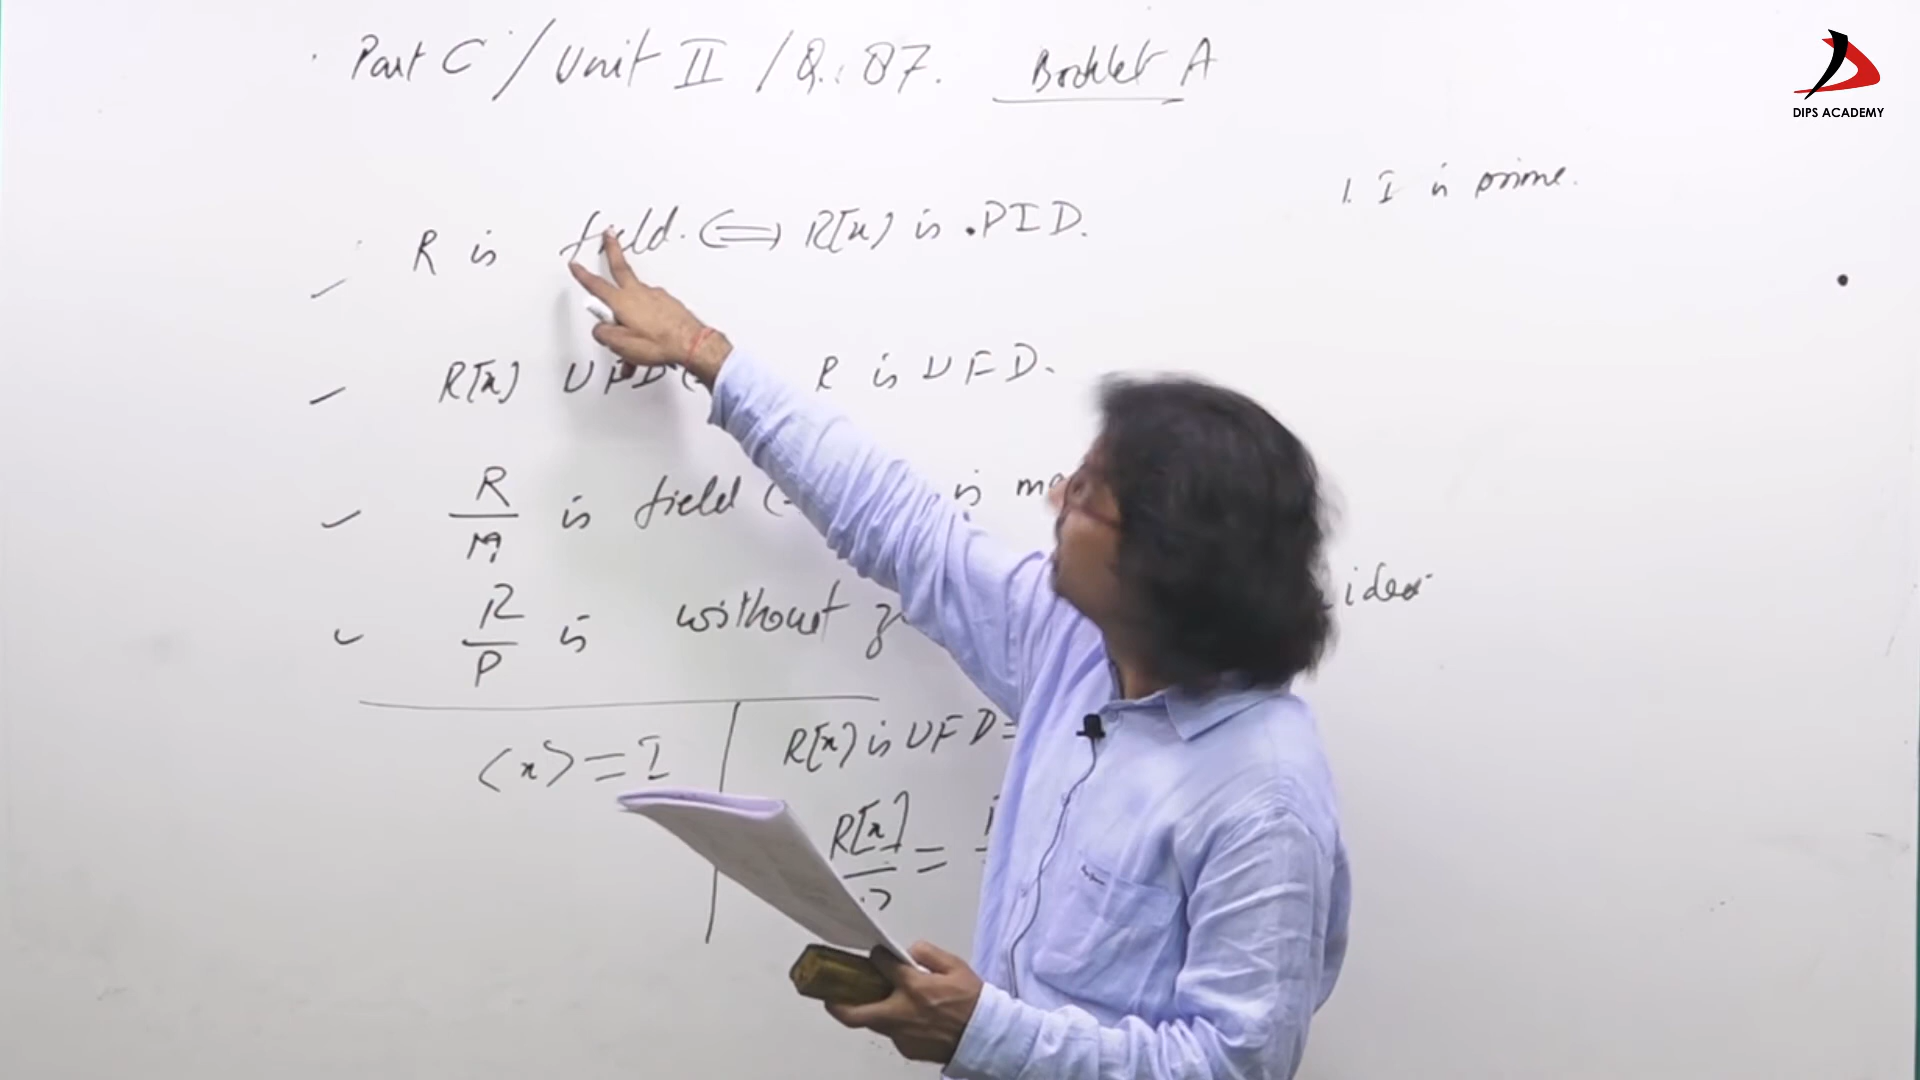 Part C / Unit II / Q. 87. Booklet A
DIPS ACADEMY
1. I is prime.
R is field. ⟺ R[x] is PID.
R[x] UFD R is UFD.
R/M is field is
R/P is without
<x> = I
R[x] is UFD =
R[x] =